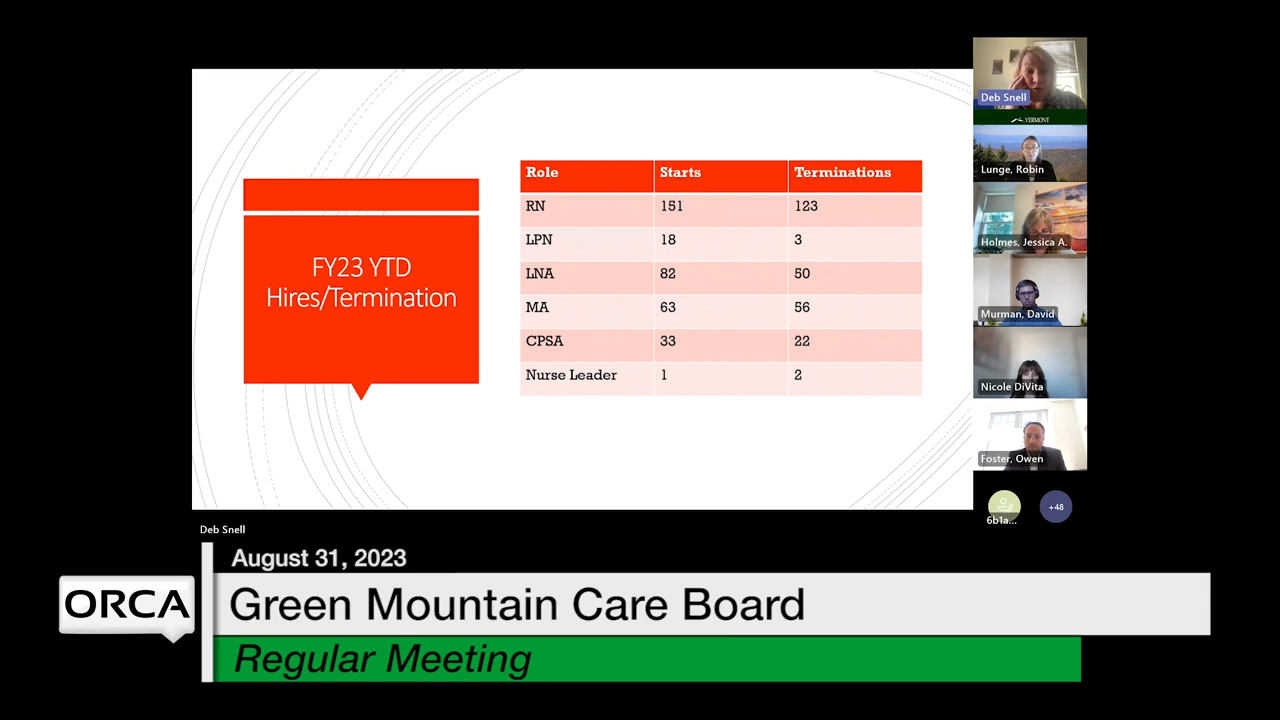 FY23 YTD
Hires/Termination
Role Starts Terminations
RN 151 123
LPN 18 3
LNA 82 50
MA 63 56
CPSA 33 22
Nurse Leader 1 2
Deb Snell
VERMONT
Lunge, Robin
Holmes, Jessica A.
Murman, David
Nicole DiVita
Foster, Owen
6b1a...
+48
Deb Snell
August 31, 2023
ORCA
Green Mountain Care Board
Regular Meeting